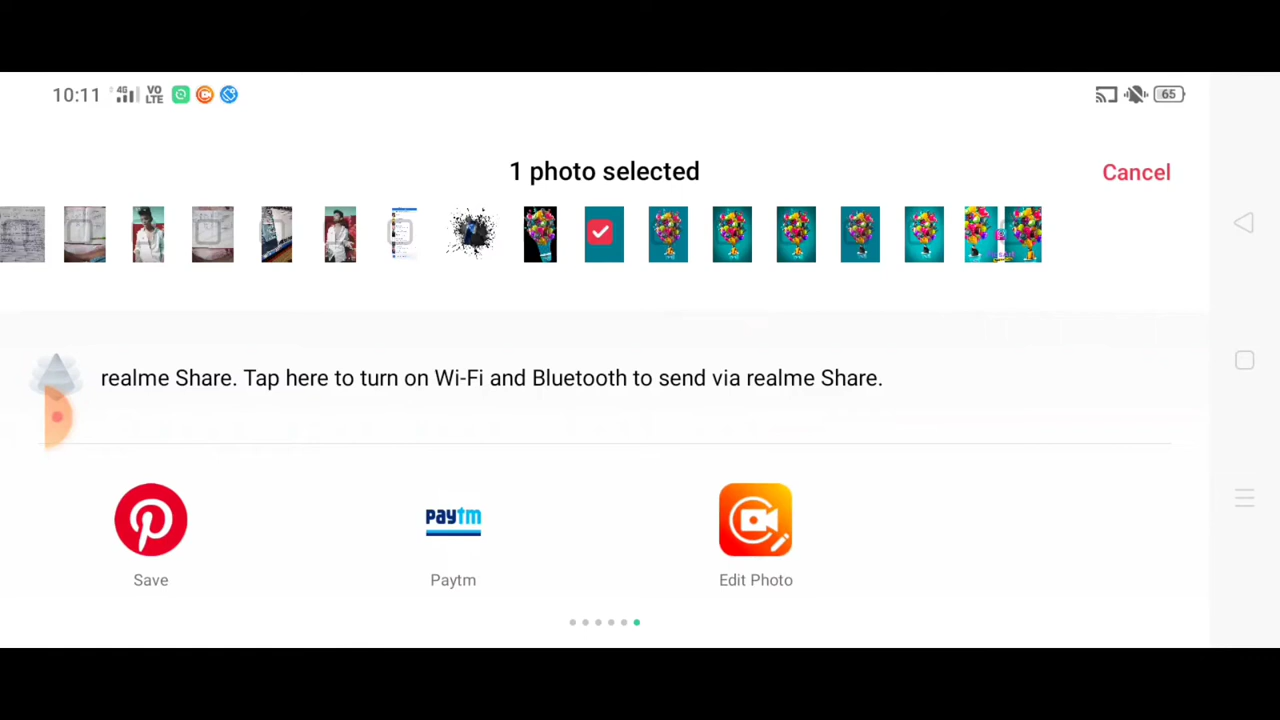 10:11 4G VO LTE 65
1 photo selected
Cancel
realme Share. Tap here to turn on Wi-Fi and Bluetooth to send via realme Share.
paytm
Save Paytm Edit Photo